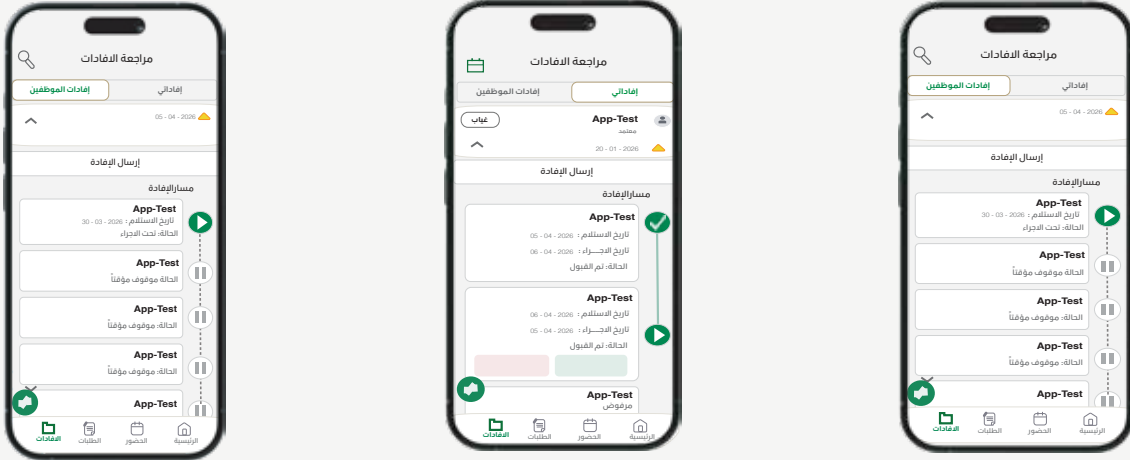 مراجعة الافادات
إفاداتي
إفادات الموظفين
05 - 04 - 2026
إرسال الإفادة
مسارالإفادة
App-Test
تاريخ الاستلام : 2026 - 03 - 30
الحالة: تحت الاجراء
App-Test
الحالة موقوف مؤقتاً
App-Test
الحالة: موقوف مؤقتاً
App-Test
الحالة: موقوف مؤقتاً
App-Test
الرئيسية
الحضور
الطلبات
الافادات
مراجعة الافادات
إفاداتي
إفادات الموظفين
App-Test
غياب
معتمد
20 - 01 - 2026
إرسال الإفادة
مسارالإفادة
App-Test
تاريخ الاستلام : 2026 - 04 - 05
تاريخ الاجـــراء : 2026 - 04 - 06
الحالة: تم القبول
App-Test
تاريخ الاستلام : 2026 - 04 - 06
تاريخ الاجـــراء : 2026 - 04 - 05
الحالة: تم القبول
App-Test
مرفوض
الرئيسية
الحضور
الطلبات
الافادات
مراجعة الافادات
إفاداتي
إفادات الموظفين
05 - 04 - 2026
إرسال الإفادة
مسارالإفادة
App-Test
تاريخ الاستلام : 2026 - 03 - 30
الحالة: تحت الاجراء
App-Test
الحالة موقوف مؤقتاً
App-Test
الحالة: موقوف مؤقتاً
App-Test
الحالة: موقوف مؤقتاً
App-Test
الرئيسية
الحضور
الطلبات
الافادات